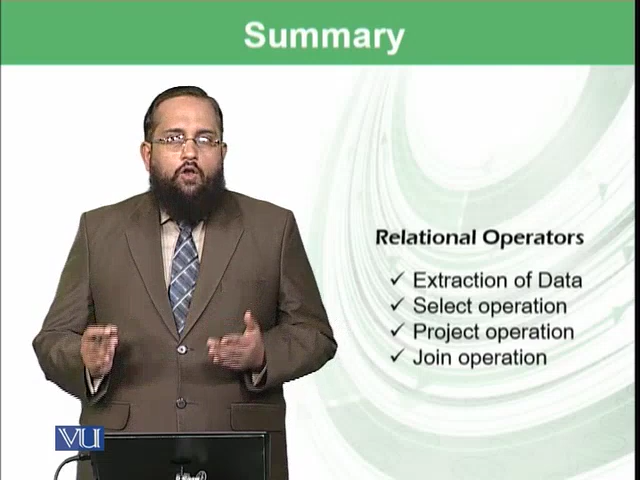 Summary
Relational Operators
✓ Extraction of Data
✓ Select operation
✓ Project operation
✓ Join operation
VU